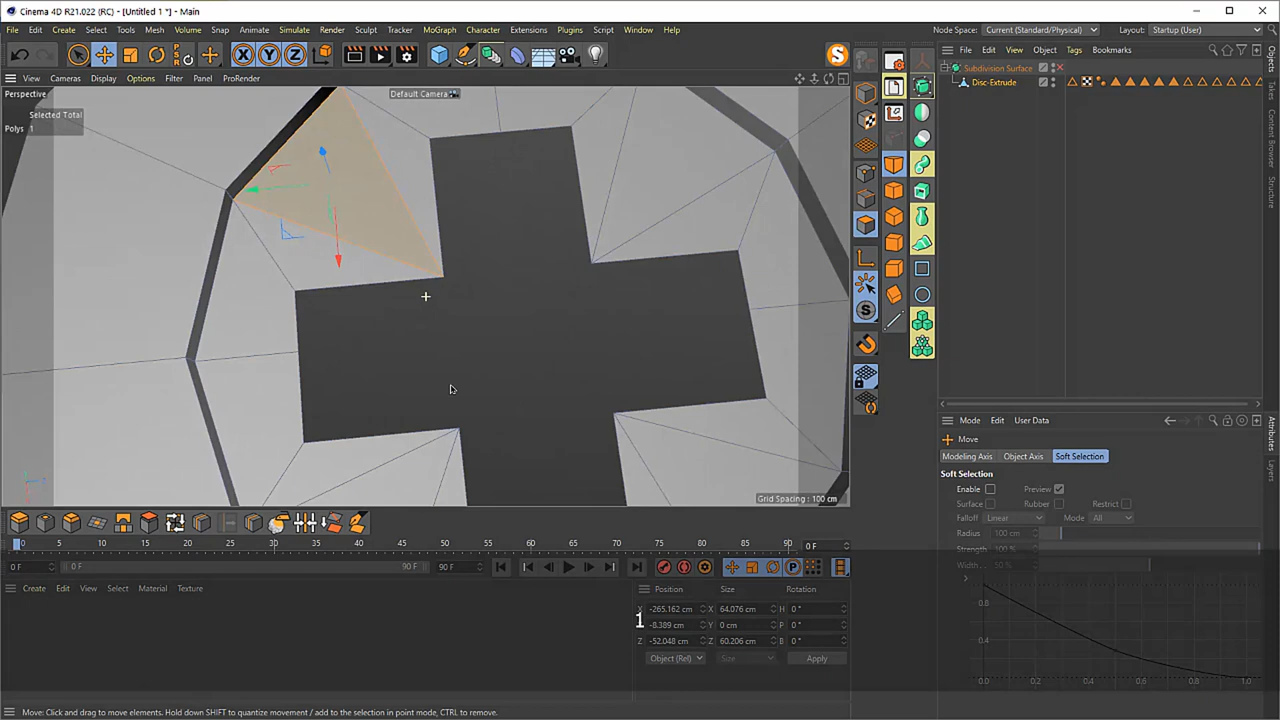 Cinema 4D R21.022 (RC) - [Untitled 1 *] - Main
File Edit Create Select Tools Mesh Volume Snap Animate Simulate Render Sculpt Tracker MoGraph Character Extensions Plugins Script Window Help
Node Space: Current (Standard/Physical) Layout: Startup (User)
X Y Z
File Edit View Object Tags Bookmarks
View Cameras Display Options Filter Panel ProRender
Perspective
Default Camera
Selected Total
Polys 1
Subdivision Surface
Disc-Extrude
Objects
Takes
Content Browser
Structure
Grid Spacing : 100 cm
Mode Edit User Data
Move
Modeling Axis Object Axis Soft Selection
Soft Selection
Enable Preview
Surface Rubber Restrict
Falloff Linear Mode All
Radius 100 cm
Strength 100 %
Width 50 %
0.8
0.4
0.0 0.2 0.4 0.6 0.8 1.0
Attributes
Layers
0 5 10 15 20 25 30 35 40 45 50 55 60 65 70 75 80 85 90 0 F
0 F 0 F 90 F 90 F
Create Edit View Select Material Texture
Position Size Rotation
X -265.162 cm X 64.076 cm H 0 °
Y -8.389 cm Y 0 cm P 0 °
Z -52.048 cm Z 60.206 cm B 0 °
Object (Rel) Size Apply
1
Move: Click and drag to move elements. Hold down SHIFT to quantize movement / add to the selection in point mode, CTRL to remove.